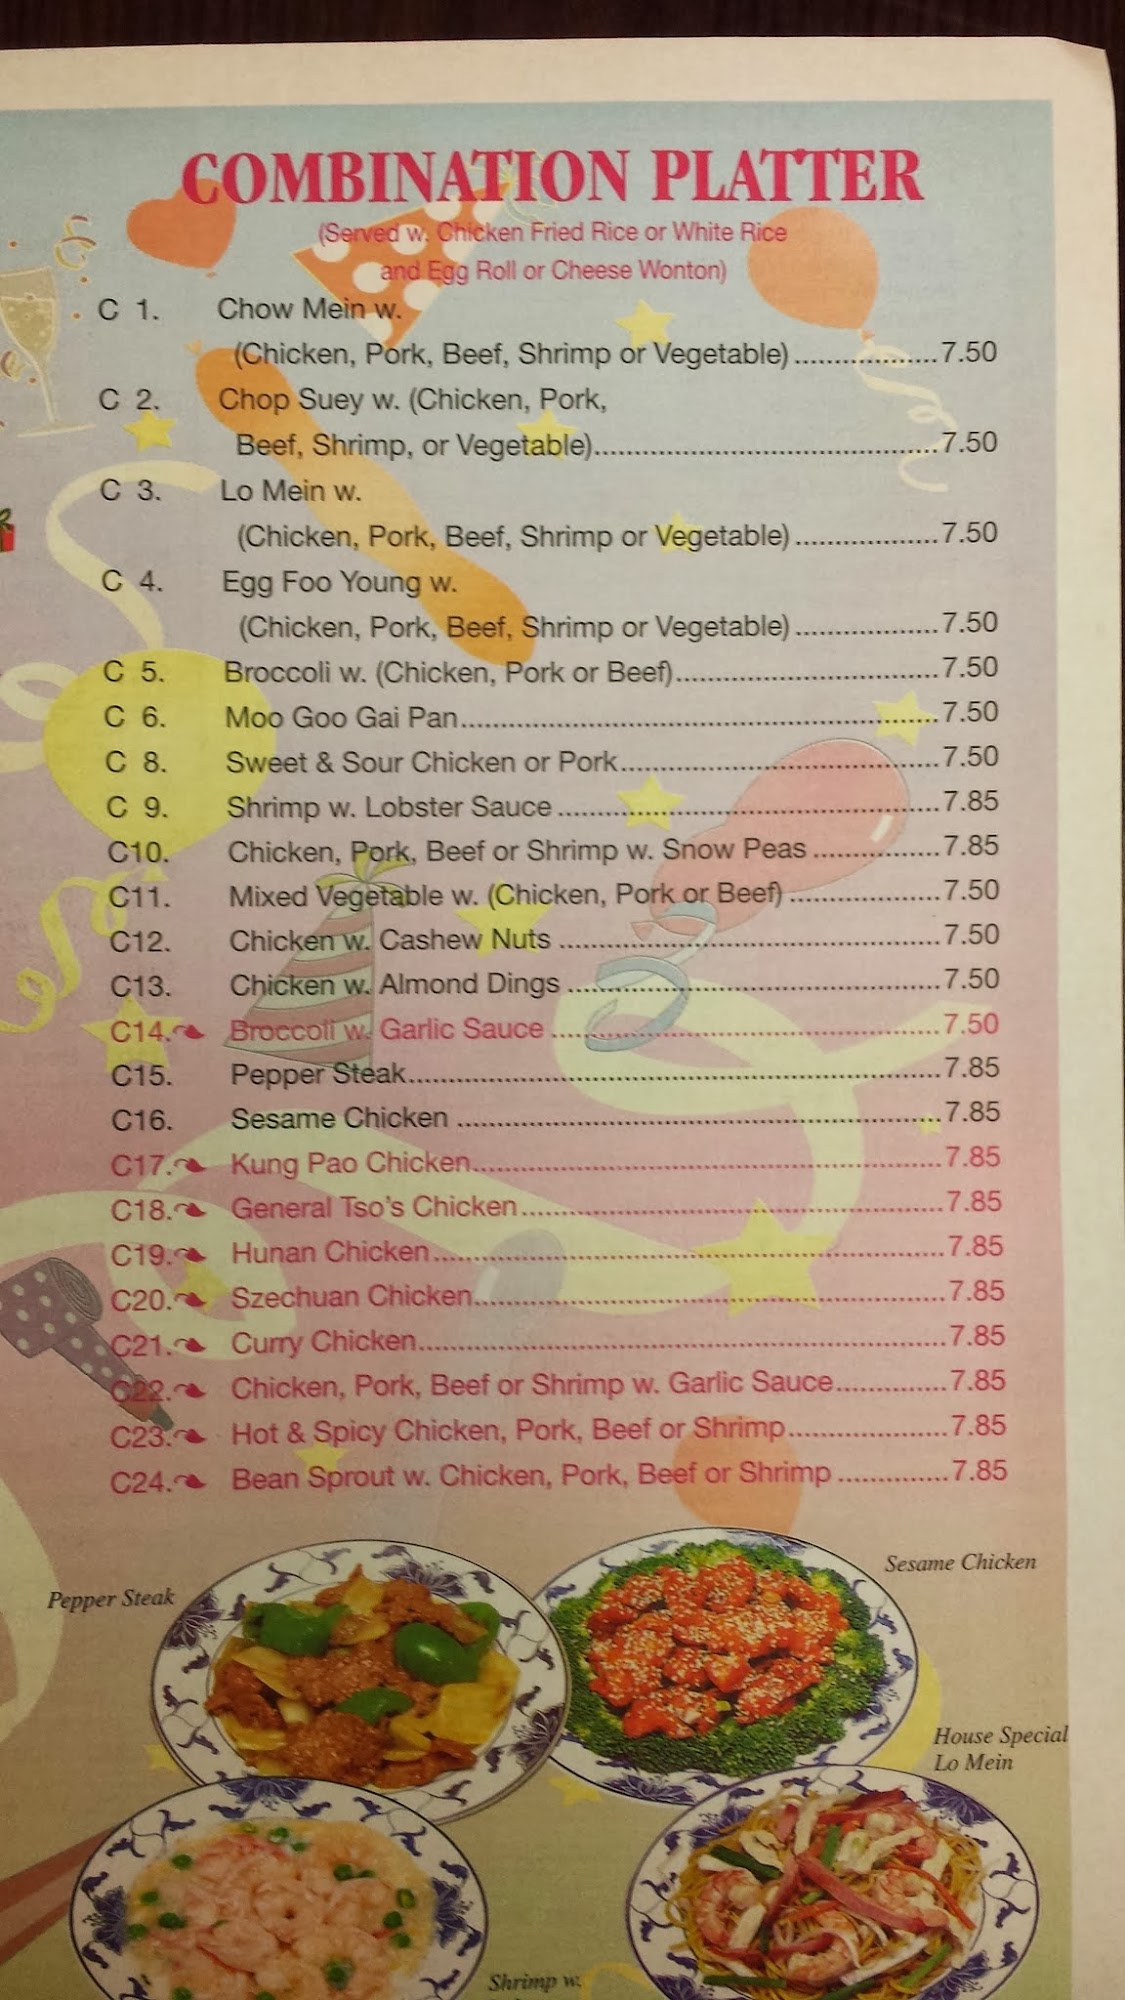 COMBINATION PLATTER
(Served w. Chicken Fried Rice or White Rice
and Egg Roll or Cheese Wonton)
C 1. Chow Mein w.
(Chicken, Pork, Beef, Shrimp or Vegetable)..................7.50
C 2. Chop Suey w. (Chicken, Pork,
Beef, Shrimp, or Vegetable)..........................................7.50
C 3. Lo Mein w.
(Chicken, Pork, Beef, Shrimp or Vegetable)..................7.50
C 4. Egg Foo Young w.
(Chicken, Pork, Beef, Shrimp or Vegetable)..................7.50
C 5. Broccoli w. (Chicken, Pork or Beef)................................7.50
C 6. Moo Goo Gai Pan..........................................................7.50
C 8. Sweet & Sour Chicken or Pork.......................................7.50
C 9. Shrimp w. Lobster Sauce...............................................7.85
C10. Chicken, Pork, Beef or Shrimp w. Snow Peas................7.85
C11. Mixed Vegetable w. (Chicken, Pork or Beef)..................7.50
C12. Chicken w. Cashew Nuts...............................................7.50
C13. Chicken w. Almond Dings..............................................7.50
C14. Broccoli w. Garlic Sauce................................................7.50
C15. Pepper Steak.................................................................7.85
C16. Sesame Chicken............................................................7.85
C17. Kung Pao Chicken..........................................................7.85
C18. General Tso's Chicken....................................................7.85
C19. Hunan Chicken...............................................................7.85
C20. Szechuan Chicken..........................................................7.85
C21. Curry Chicken.................................................................7.85
C22. Chicken, Pork, Beef or Shrimp w. Garlic Sauce..............7.85
C23. Hot & Spicy Chicken, Pork, Beef or Shrimp....................7.85
C24. Bean Sprout w. Chicken, Pork, Beef or Shrimp..............7.85
Pepper Steak
Sesame Chicken
House Special
Lo Mein
Shrimp w.